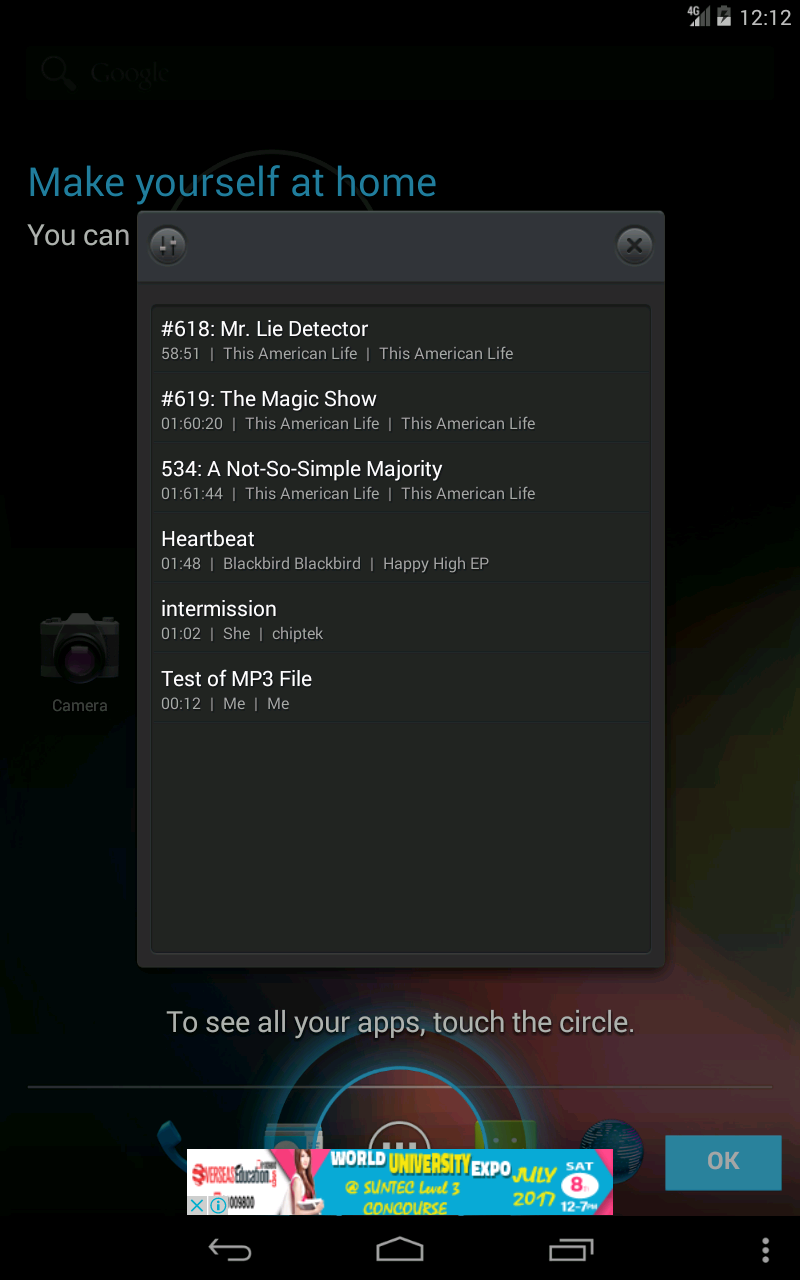 4G 12:12
Google
Make yourself at home
You can
#618: Mr. Lie Detector
58:51 | This American Life | This American Life
#619: The Magic Show
01:60:20 | This American Life | This American Life
534: A Not-So-Simple Majority
01:61:44 | This American Life | This American Life
Heartbeat
01:48 | Blackbird Blackbird | Happy High EP
intermission
01:02 | She | chiptek
Test of MP3 File
00:12 | Me | Me
Camera
To see all your apps, touch the circle.
OK
OVERSEASEducation
009800
WORLD UNIVERSITY EXPO
@ SUNTEC Level 3
CONCOURSE
JULY
2017
SAT
8
12-7PM